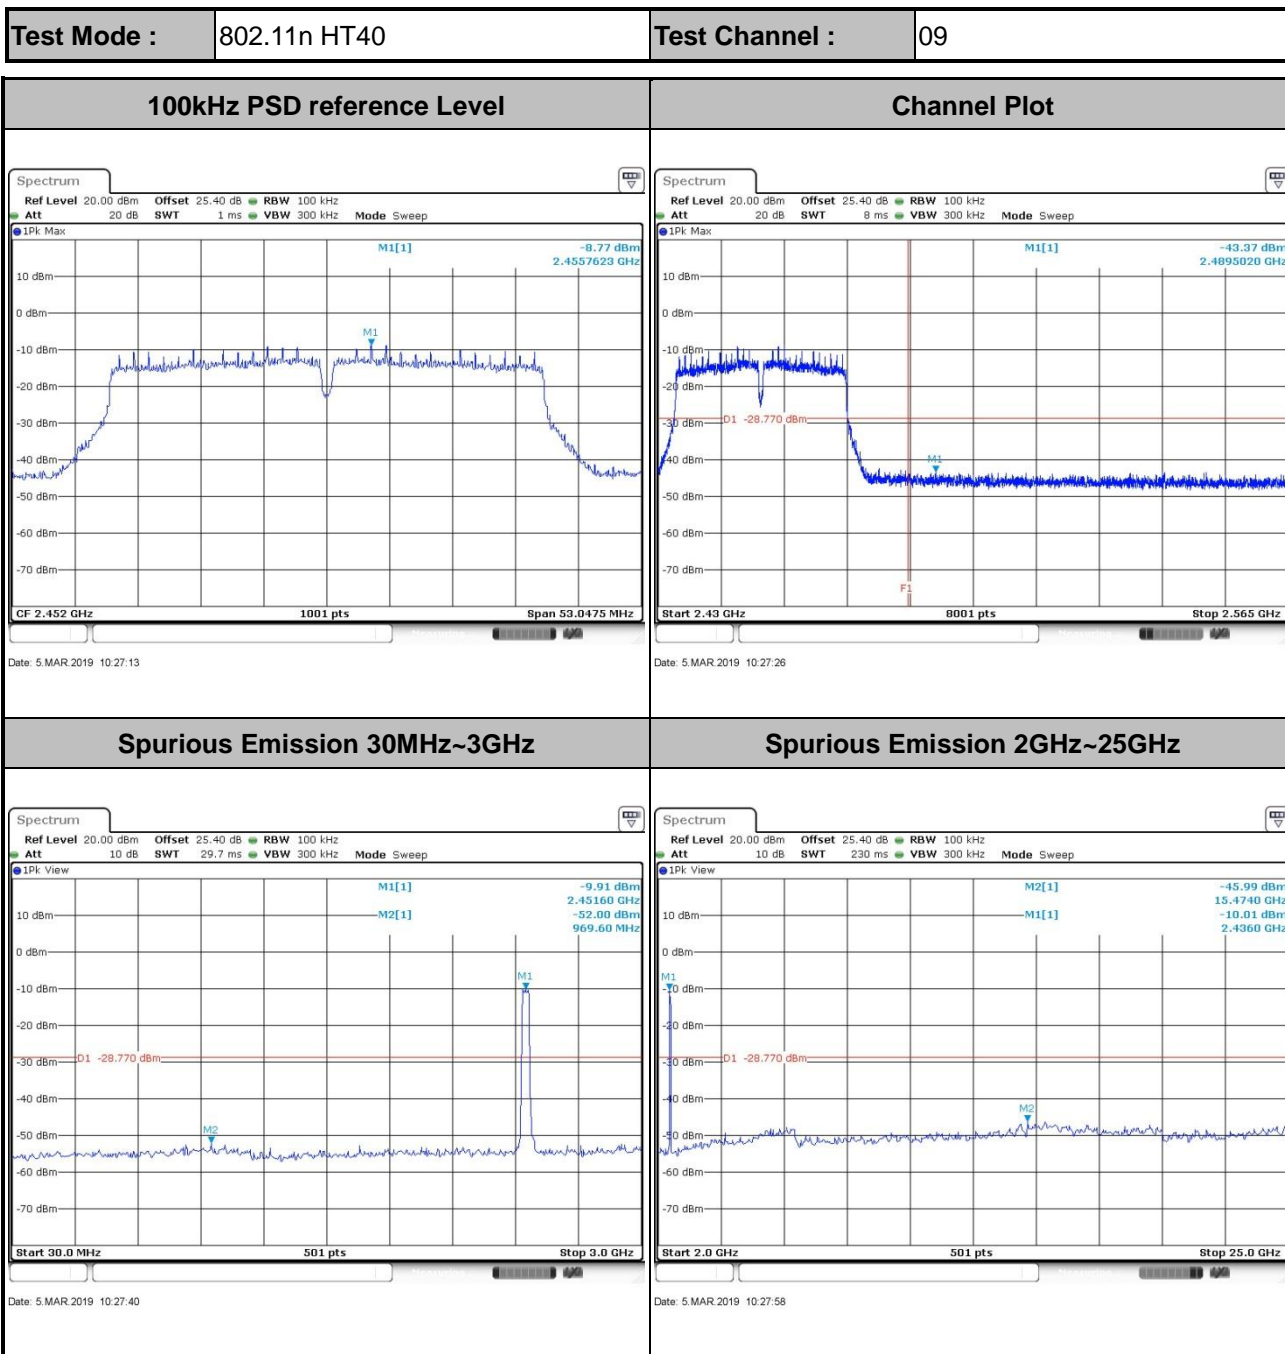 Test Mode : 802.11n HT40 Test Channel : 09
100kHz PSD reference Level
Spectrum
Ref Level 20.00 dBm Offset 25.40 dB RBW 100 kHz
Att 20 dB SWT 1 ms VBW 300 kHz Mode Sweep
1Pk Max
M1[1] -8.77 dBm
2.4557623 GHz
10 dBm
0 dBm
M1
-10 dBm
-20 dBm
-30 dBm
-40 dBm
-50 dBm
-60 dBm
-70 dBm
CF 2.452 GHz 1001 pts Span 53.0475 MHz
Date: 5.MAR.2019 10:27:13
Channel Plot
Spectrum
Ref Level 20.00 dBm Offset 25.40 dB RBW 100 kHz
Att 20 dB SWT 8 ms VBW 300 kHz Mode Sweep
1Pk Max
M1[1] -43.37 dBm
2.4895020 GHz
10 dBm
0 dBm
-10 dBm
-20 dBm
-30 dBm D1 -28.770 dBm
-40 dBm
M1
-50 dBm
-60 dBm
-70 dBm
F1
Start 2.43 GHz 8001 pts Stop 2.565 GHz
Date: 5.MAR.2019 10:27:26
Spurious Emission 30MHz~3GHz
Spectrum
Ref Level 20.00 dBm Offset 25.40 dB RBW 100 kHz
Att 10 dB SWT 29.7 ms VBW 300 kHz Mode Sweep
1Pk View
M1[1] -9.91 dBm
2.45160 GHz
10 dBm M2[1] -52.00 dBm
969.60 MHz
0 dBm
M1
-10 dBm
-20 dBm
-30 dBm D1 -28.770 dBm
-40 dBm
M2
-50 dBm
-60 dBm
-70 dBm
Start 30.0 MHz 501 pts Stop 3.0 GHz
Date: 5.MAR.2019 10:27:40
Spurious Emission 2GHz~25GHz
Spectrum
Ref Level 20.00 dBm Offset 25.40 dB RBW 100 kHz
Att 10 dB SWT 230 ms VBW 300 kHz Mode Sweep
1Pk View
M2[1] -45.99 dBm
15.4740 GHz
10 dBm M1[1] -10.01 dBm
2.4360 GHz
0 dBm
M1
-10 dBm
-20 dBm
-30 dBm D1 -28.770 dBm
-40 dBm
M2
-50 dBm
-60 dBm
-70 dBm
Start 2.0 GHz 501 pts Stop 25.0 GHz
Date: 5.MAR.2019 10:27:58